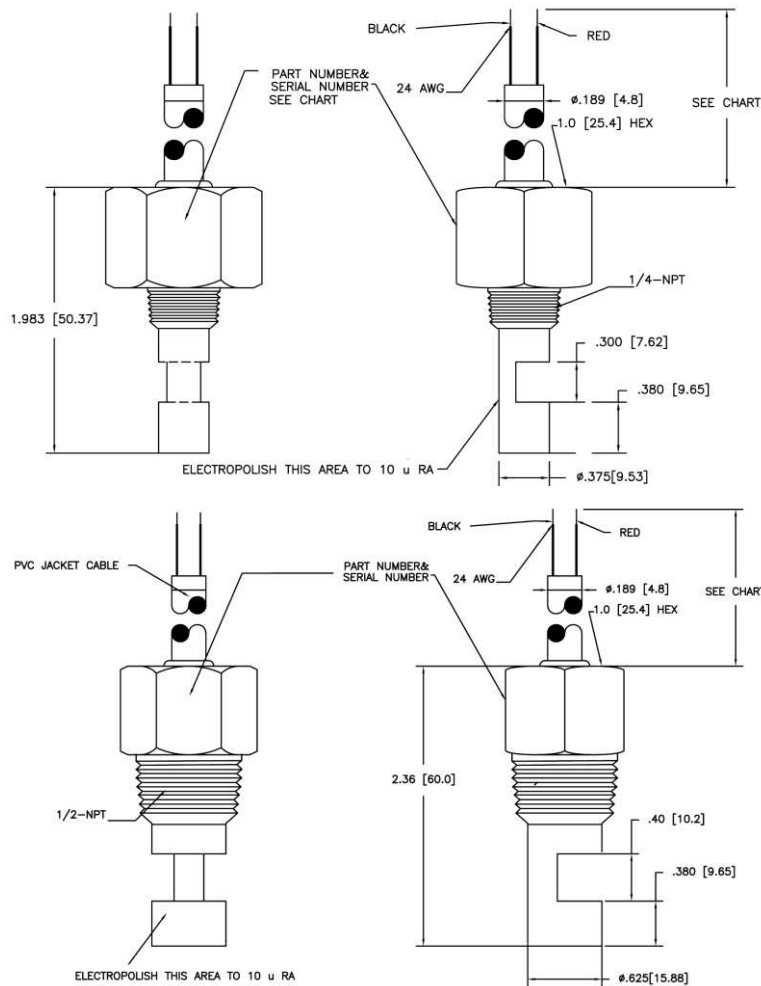 BLACK
RED
PART NUMBER&
SERIAL NUMBER
SEE CHART
24 AWG
ø.189 [4.8]
SEE CHART
1.0 [25.4] HEX
1/4-NPT
1.983 [50.37]
.300 [7.62]
.380 [9.65]
ELECTROPOLISH THIS AREA TO 10 u RA
ø.375[9.53]
BLACK
RED
PVC JACKET CABLE
PART NUMBER&
SERIAL NUMBER
24 AWG
ø.189 [4.8]
SEE CHART
1.0 [25.4] HEX
2.36 [60.0]
1/2-NPT
.40 [10.2]
.380 [9.65]
ELECTROPOLISH THIS AREA TO 10 u RA
ø.625[15.88]